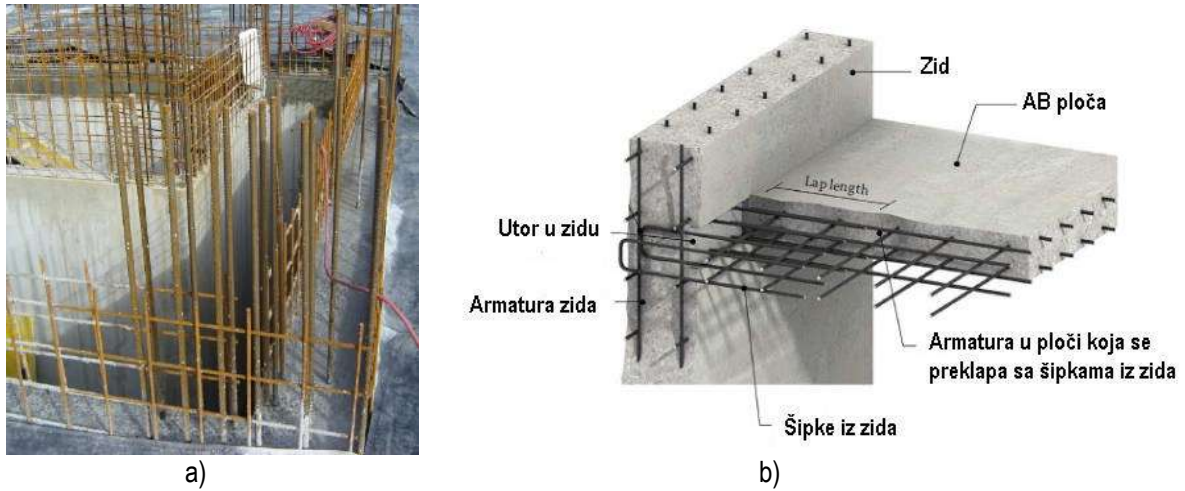 Zid
AB ploča
Lap length
Utor u zidu
Armatura zida
Armatura u ploči koja se
preklapa sa šipkama iz zida
Šipke iz zida
a)
b)